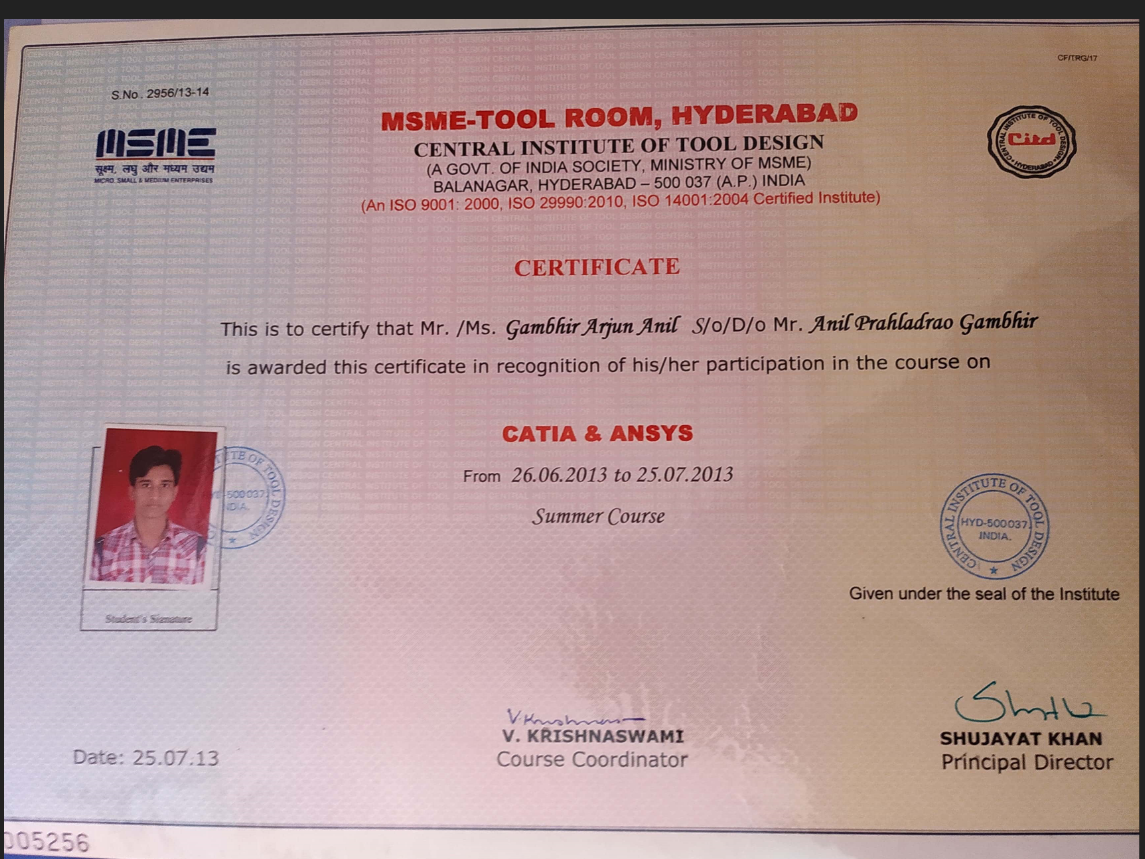 CF/TRG/17
S.No. 2956/13-14
MSME
सूक्ष्म, लघु और मध्यम उद्यम
MICRO, SMALL & MEDIUM ENTERPRISES
MSME-TOOL ROOM, HYDERABAD
CENTRAL INSTITUTE OF TOOL DESIGN
(A GOVT. OF INDIA SOCIETY, MINISTRY OF MSME)
BALANAGAR, HYDERABAD – 500 037 (A.P.) INDIA
(An ISO 9001: 2000, ISO 29990:2010, ISO 14001:2004 Certified Institute)
CENTRAL INSTITUTE OF TOOL DESIGN
Citd
HYDERABAD
CERTIFICATE
This is to certify that Mr. /Ms. Gambhir Arjun Anil S/o/D/o Mr. Anil Prahladrao Gambhir
is awarded this certificate in recognition of his/her participation in the course on
CATIA & ANSYS
From 26.06.2013 to 25.07.2013
Summer Course
TE OF TOOL DESIGN
-500037
INDIA.
Student's Signature
CENTRAL INSTITUTE OF TOOL DESIGN
HYD-500037
INDIA.
Given under the seal of the Institute
V. KRISHNASWAMI
Course Coordinator
SHUJAYAT KHAN
Principal Director
Date: 25.07.13
005256